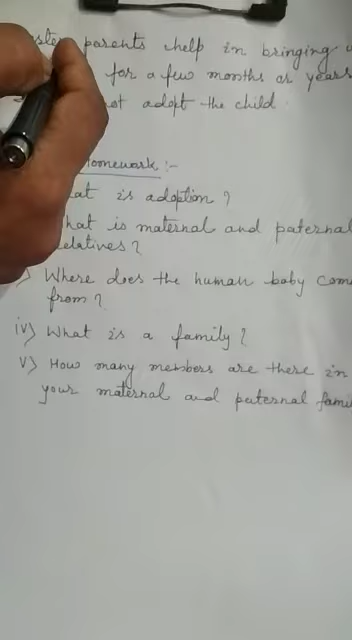 parents help in bringing
for a few months or years
not adopt the child
Homework :-
is adoption ?
What is maternal and paternal
relatives ?
Where does the human baby come
from ?
iv) What is a family ?
v) How many members are there in
your maternal and paternal